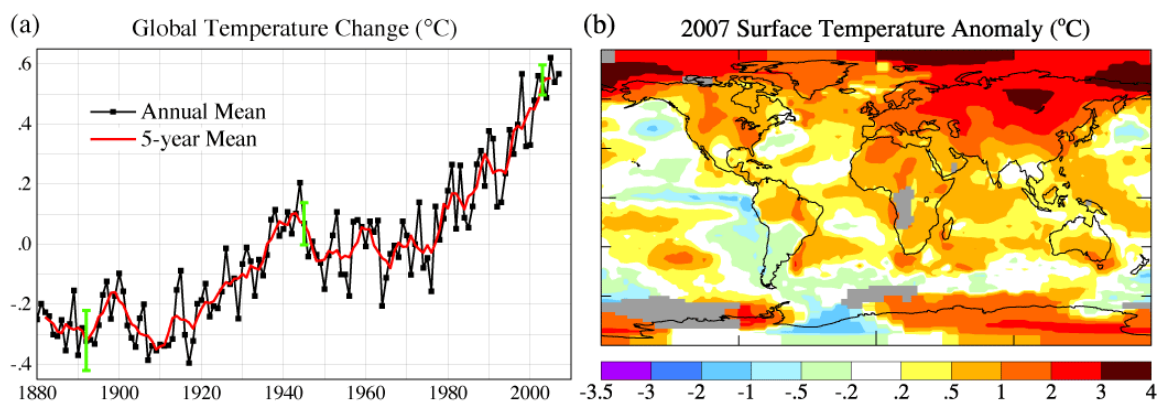 (a) Global Temperature Change (°C)
.6
.4
.2
.0
-.2
-.4
Annual Mean
5-year Mean
1880 1900 1920 1940 1960 1980 2000
(b) 2007 Surface Temperature Anomaly (°C)
-3.5 -3 -2 -1 -.5 -.2 .2 .5 1 2 3 4